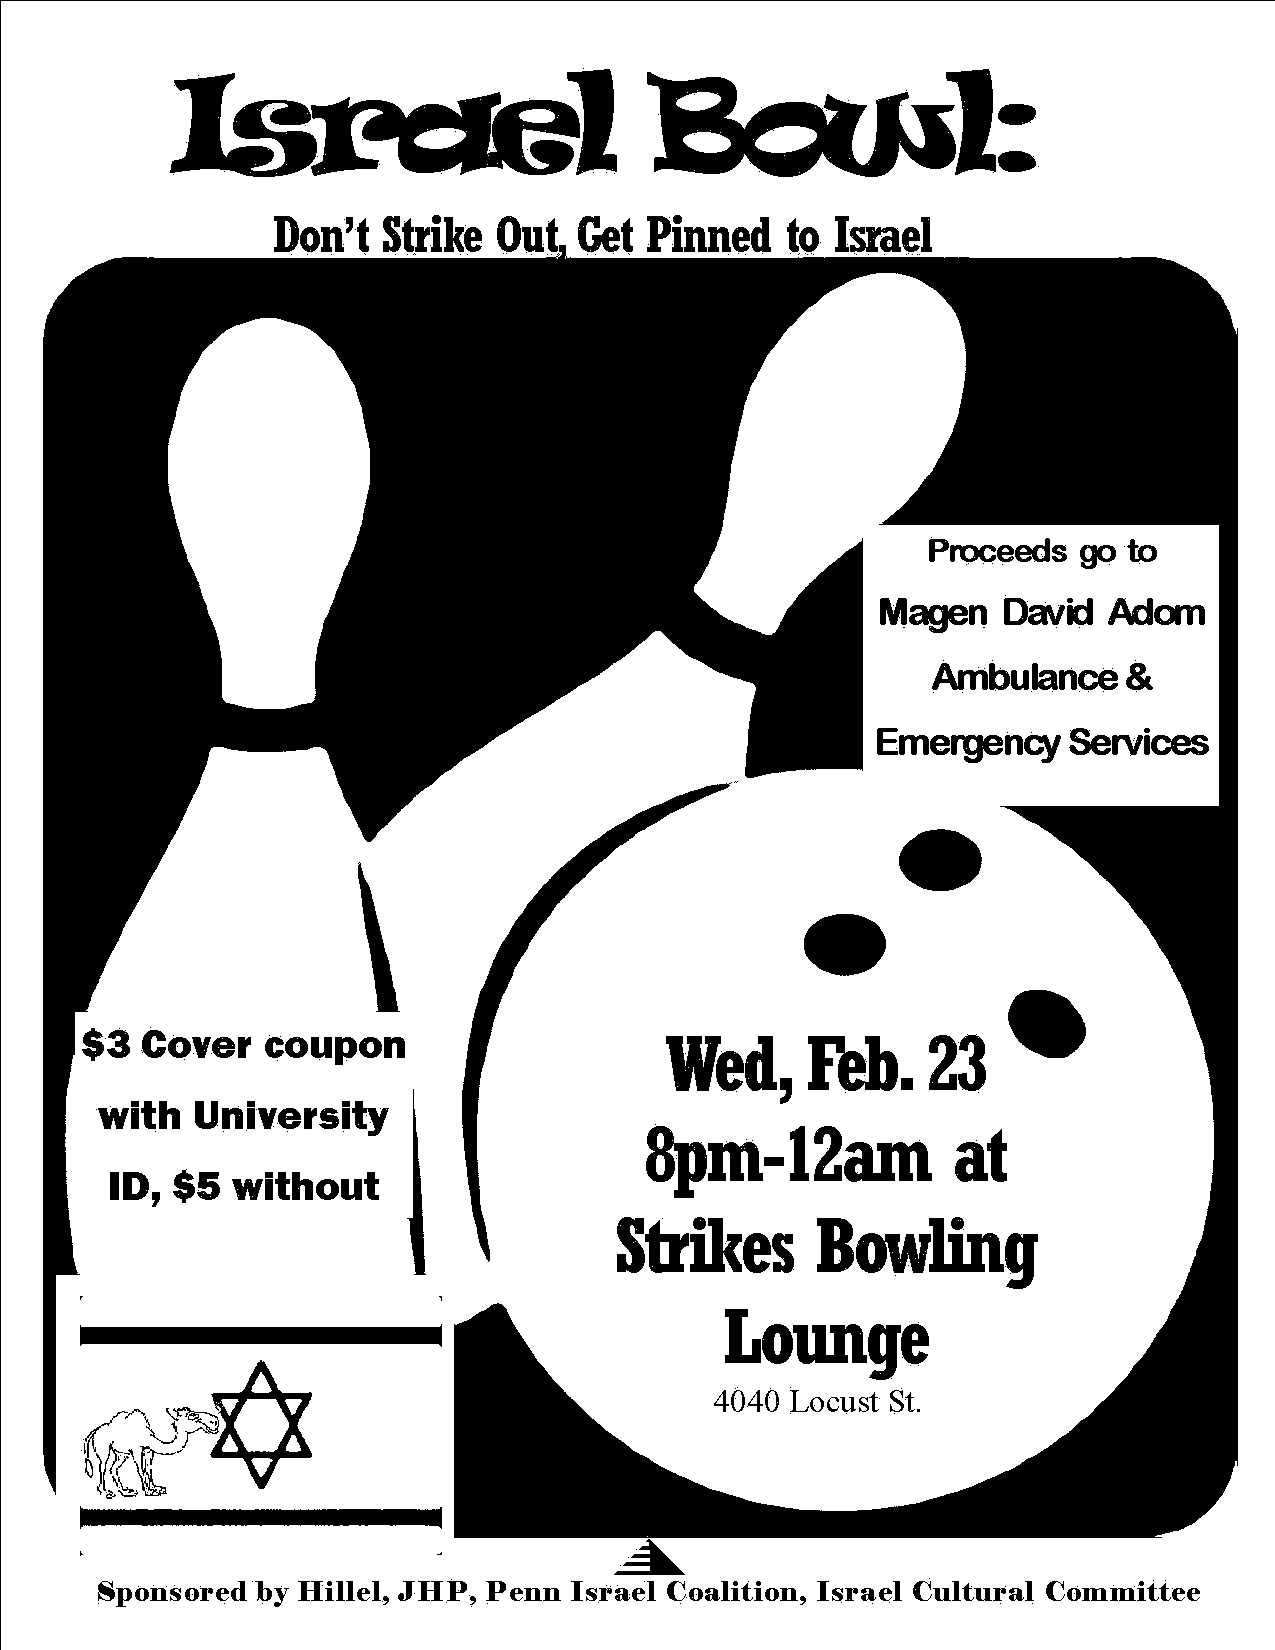 Israel Bowl:
Don't Strike Out, Get Pinned to Israel
Proceeds go to
Magen David Adom
Ambulance &
Emergency Services
$3 Cover coupon
with University
ID, $5 without
Wed, Feb. 23
8pm-12am at
Strikes Bowling
Lounge
4040 Locust St.
Sponsored by Hillel, JHP, Penn Israel Coalition, Israel Cultural Committee